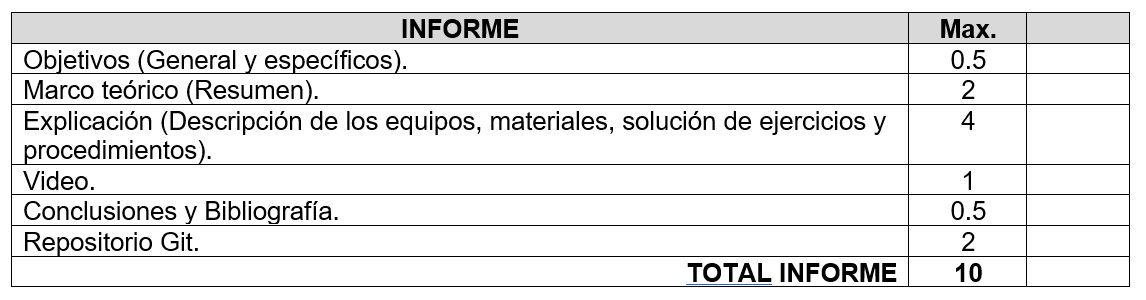 INFORME Max.
Objetivos (General y específicos). 0.5
Marco teórico (Resumen). 2
Explicación (Descripción de los equipos, materiales, solución de ejercicios y 4
procedimientos).
Video. 1
Conclusiones y Bibliografía. 0.5
Repositorio Git. 2
TOTAL INFORME 10